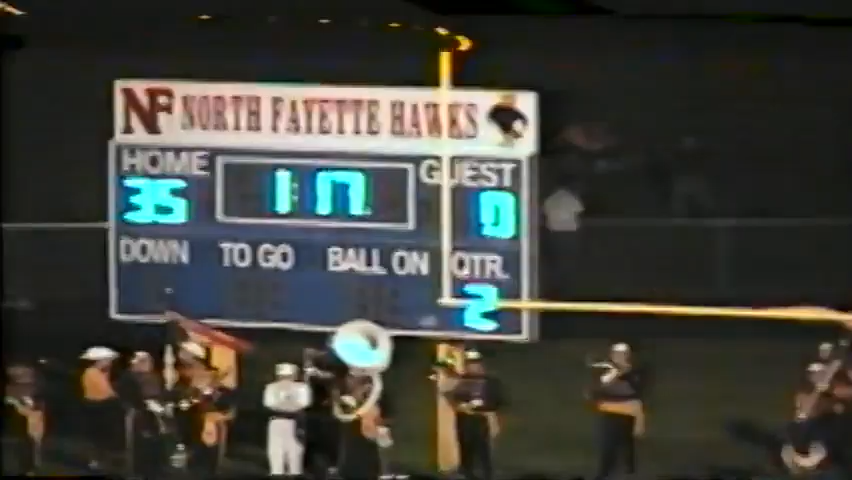 NF NORTH FAYETTE HAWKS
HOME GUEST
35 1:17 0
DOWN TO GO BALL ON QTR.
2